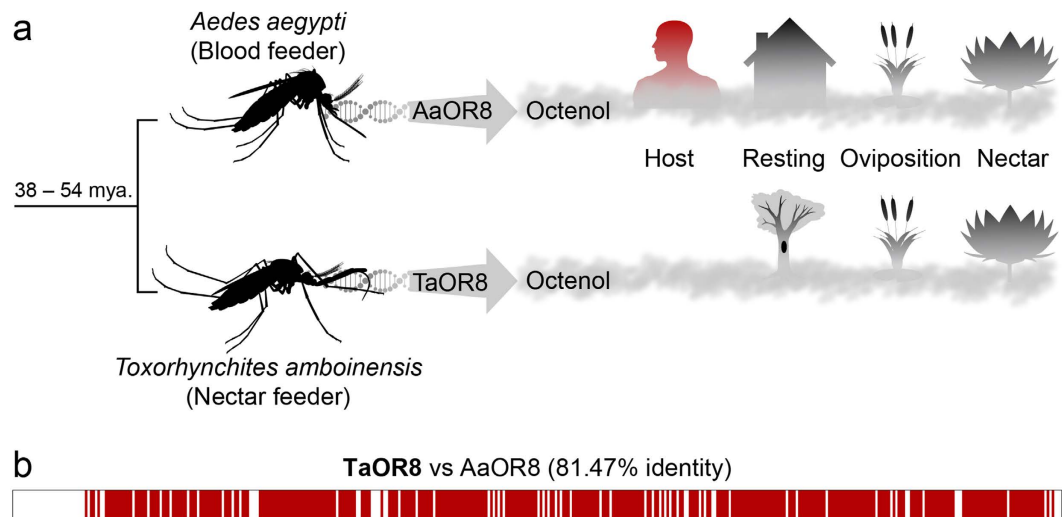 a
Aedes aegypti
(Blood feeder)
AaOR8
Octenol
Host
Resting
Oviposition
Nectar
38 – 54 mya.
TaOR8
Octenol
Toxorhynchites amboinensis
(Nectar feeder)
b
TaOR8 vs AaOR8 (81.47% identity)